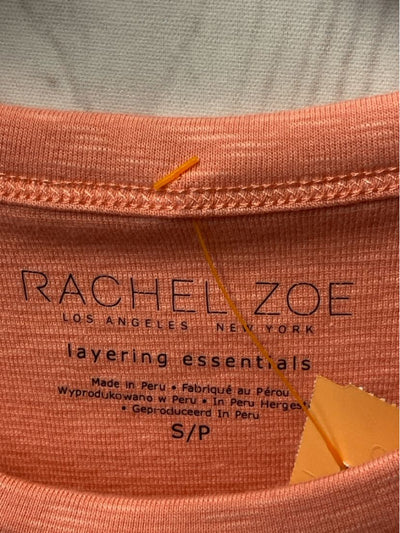 RACHEL ZOE
LOS ANGELES NEW YORK
layering essentials
Made in Peru • Fabriqué au Pérou
Wyprodukowano w Peru • In Peru Hergest
• Geproduceerd In Peru
S/P